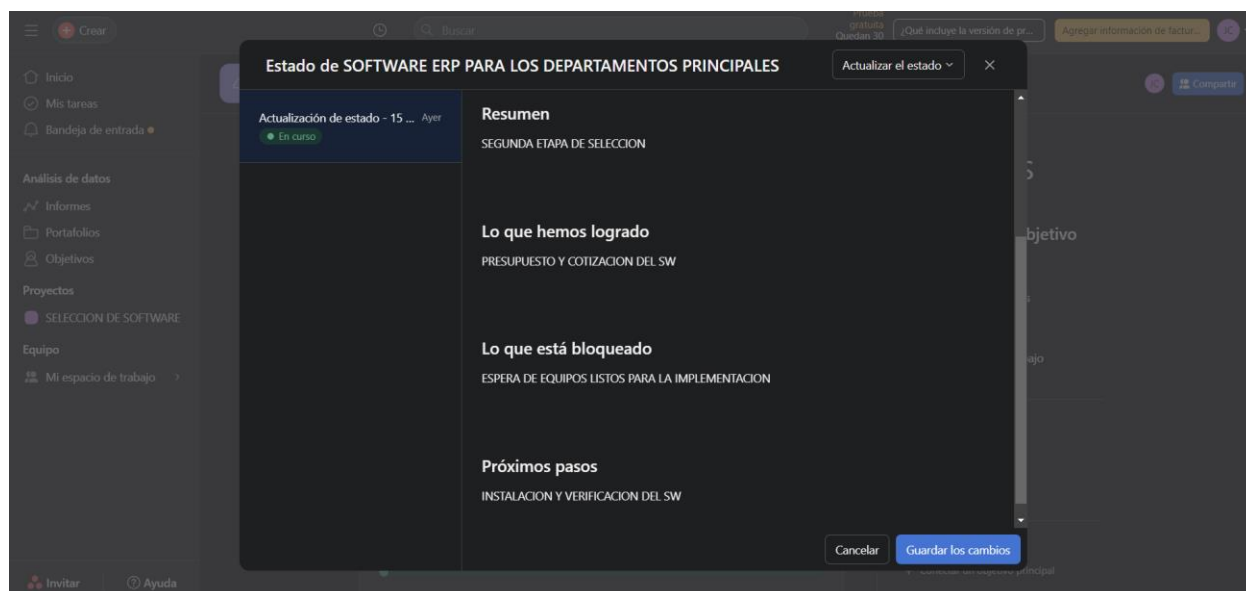 Crear
Buscar
Prueba
gratuita
Quedan 30
¿Qué incluye la versión de pr...
Agregar información de factur...
Inicio
Mis tareas
Bandeja de entrada
Análisis de datos
Informes
Portafolios
Objetivos
Proyectos
SELECCION DE SOFTWARE
Equipo
Mi espacio de trabajo
Invitar
Ayuda
Compartir
Estado de SOFTWARE ERP PARA LOS DEPARTAMENTOS PRINCIPALES
Actualizar el estado
Actualización de estado - 15 ... Ayer
En curso
Resumen
SEGUNDA ETAPA DE SELECCION
Lo que hemos logrado
PRESUPUESTO Y COTIZACION DEL SW
Lo que está bloqueado
ESPERA DE EQUIPOS LISTOS PARA LA IMPLEMENTACION
Próximos pasos
INSTALACION Y VERIFICACION DEL SW
Cancelar
Guardar los cambios
bjetivo
ajo